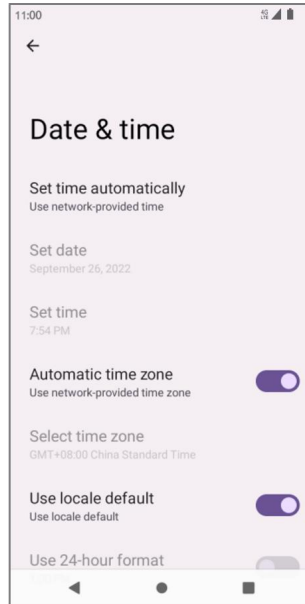 11:00
4G
LTE
Date & time
Set time automatically
Use network-provided time
Set date
September 26, 2022
Set time
7:54 PM
Automatic time zone
Use network-provided time zone
Select time zone
GMT+08:00 China Standard Time
Use locale default
Use locale default
Use 24-hour format